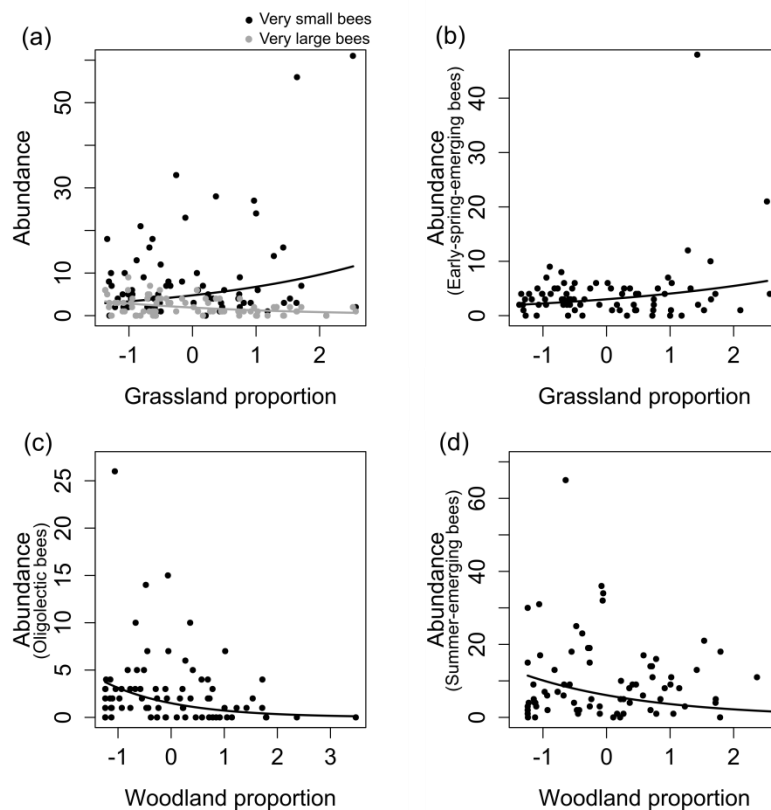 Very small bees
Very large bees
(a)
Abundance
0
10
30
50
-1
0
1
2
Grassland proportion
(b)
Abundance
(Early-spring-emerging bees)
0
10
20
40
-1
0
1
2
Grassland proportion
(c)
Abundance
(Oligolectic bees)
0
5
10
15
25
-1
0
1
2
3
Woodland proportion
(d)
Abundance
(Summer-emerging bees)
0
20
40
60
-1
0
1
2
Woodland proportion